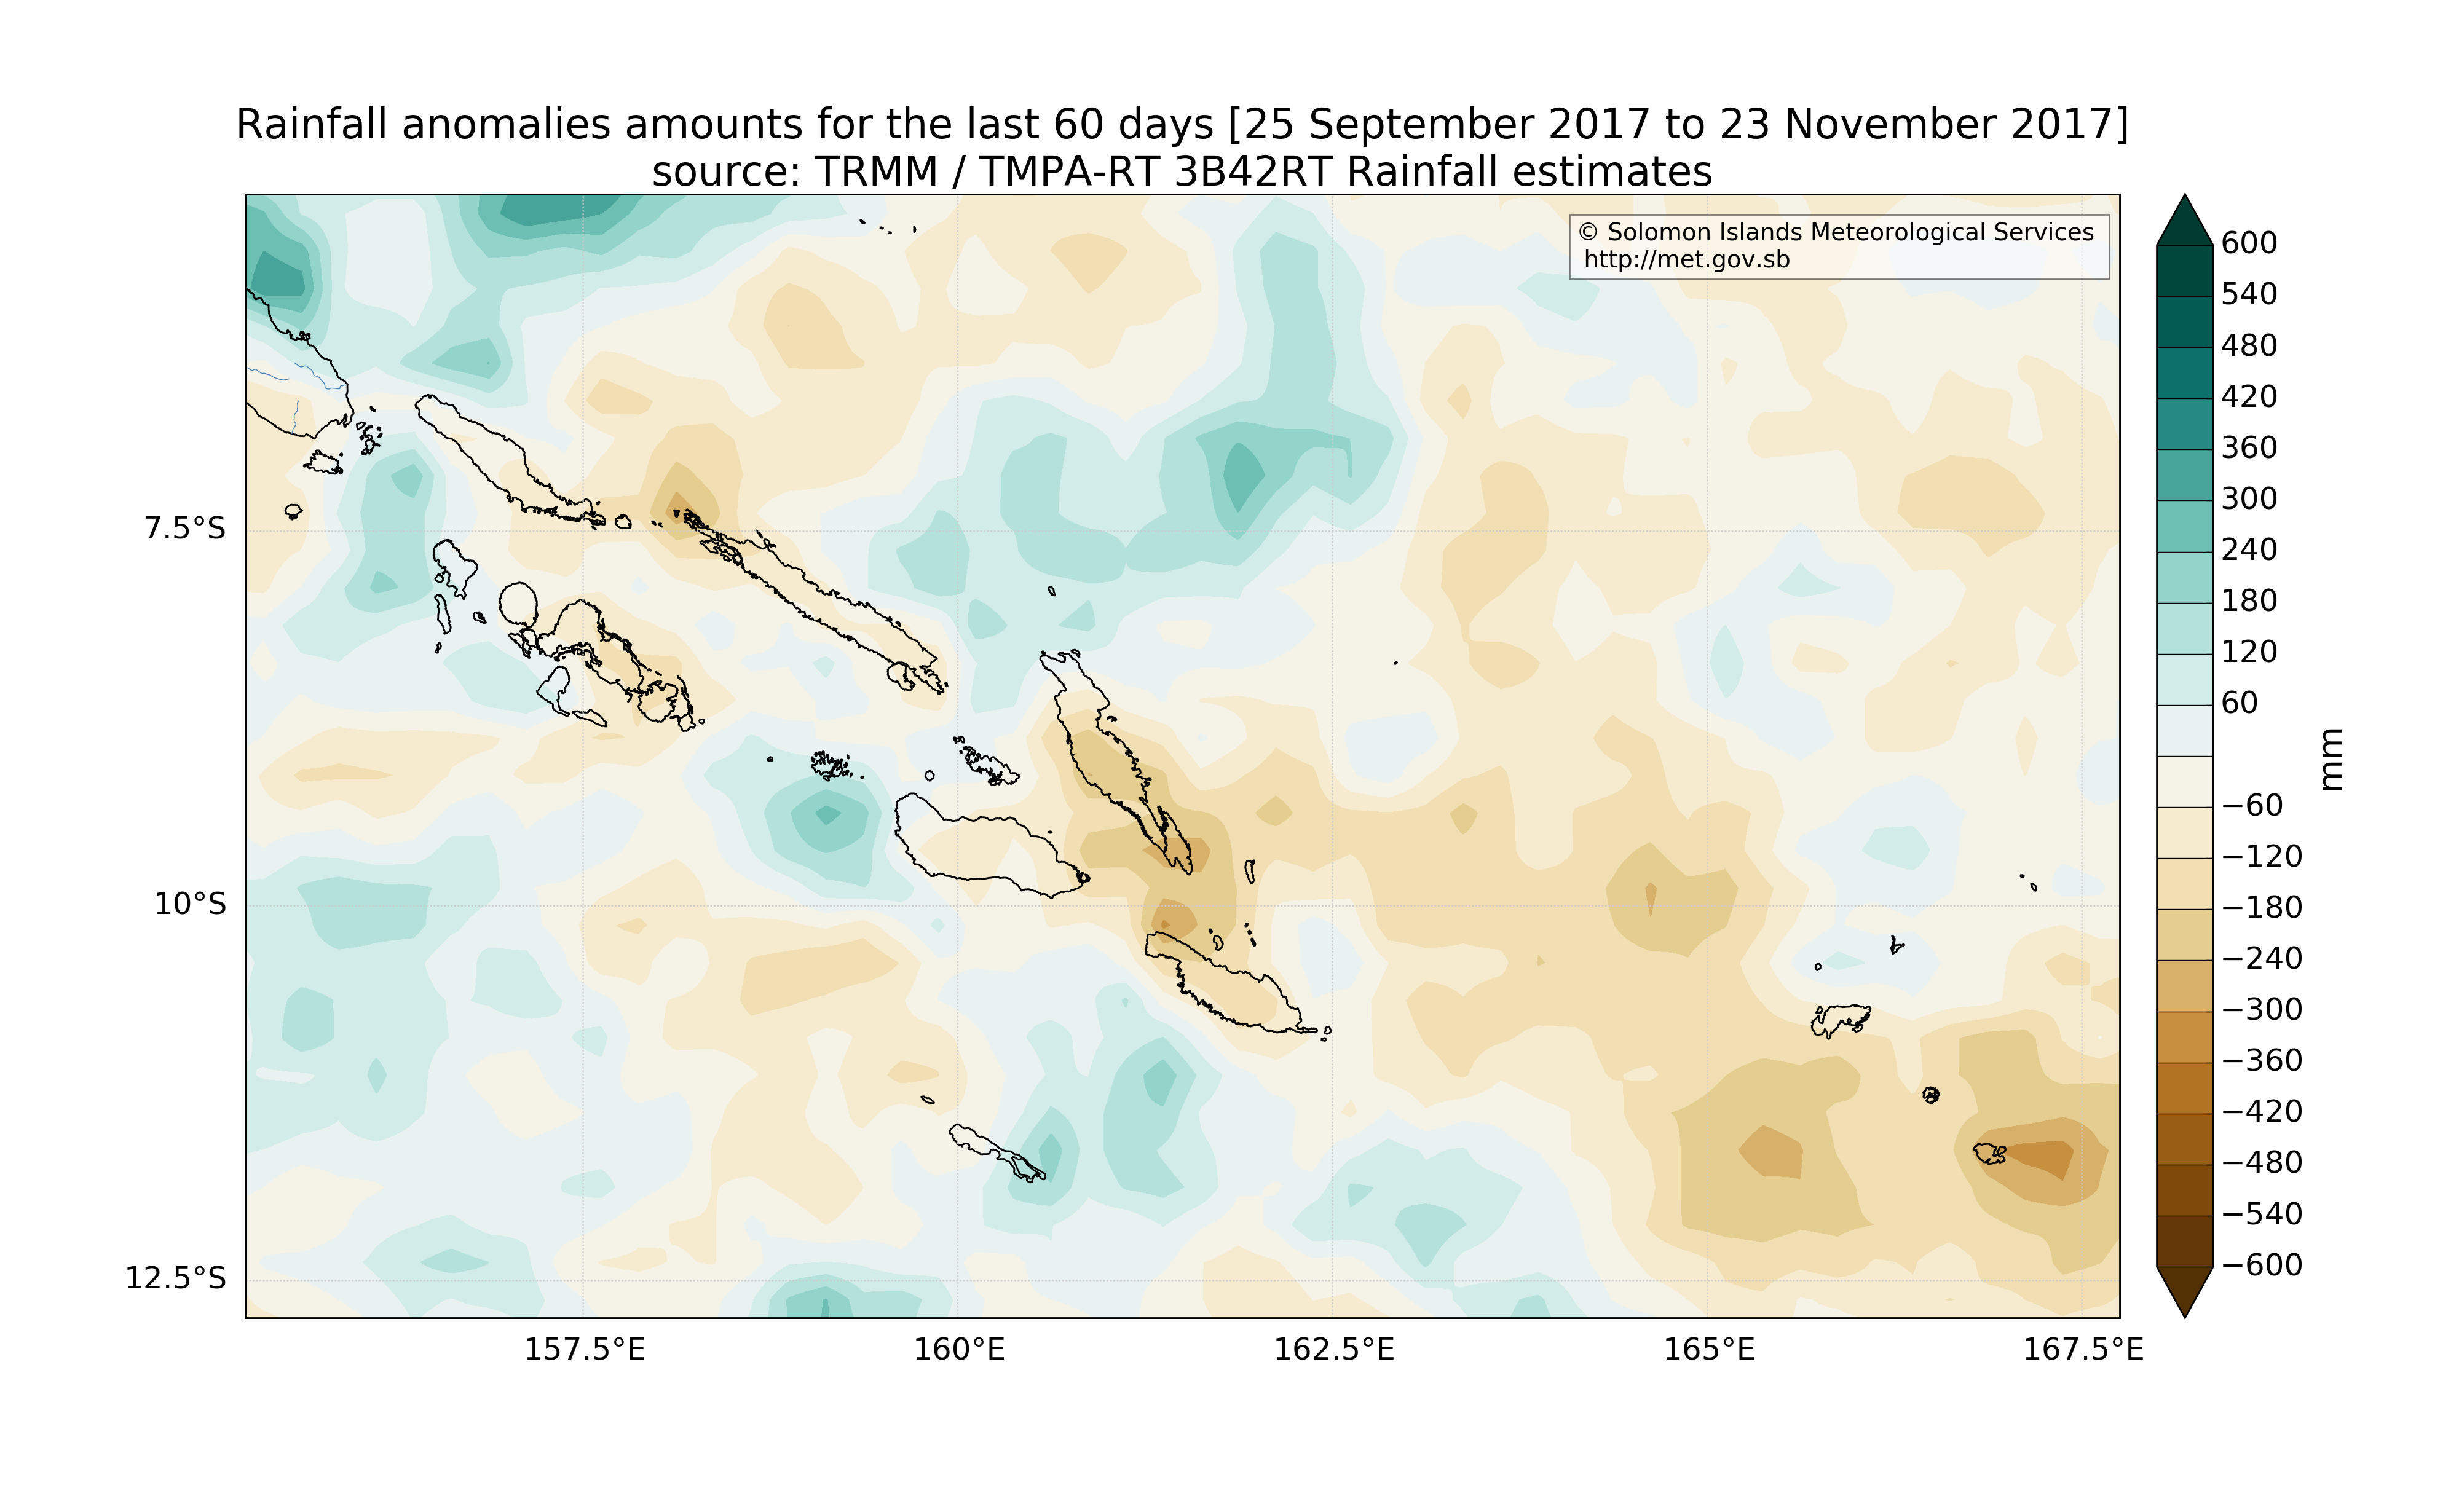 Rainfall anomalies amounts for the last 60 days [25 September 2017 to 23 November 2017]
source: TRMM / TMPA-RT 3B42RT Rainfall estimates
© Solomon Islands Meteorological Services
http://met.gov.sb
7.5°S
10°S
12.5°S
157.5°E
160°E
162.5°E
165°E
167.5°E
600
540
480
420
360
300
240
180
120
60
−60
−120
−180
−240
−300
−360
−420
−480
−540
−600
mm